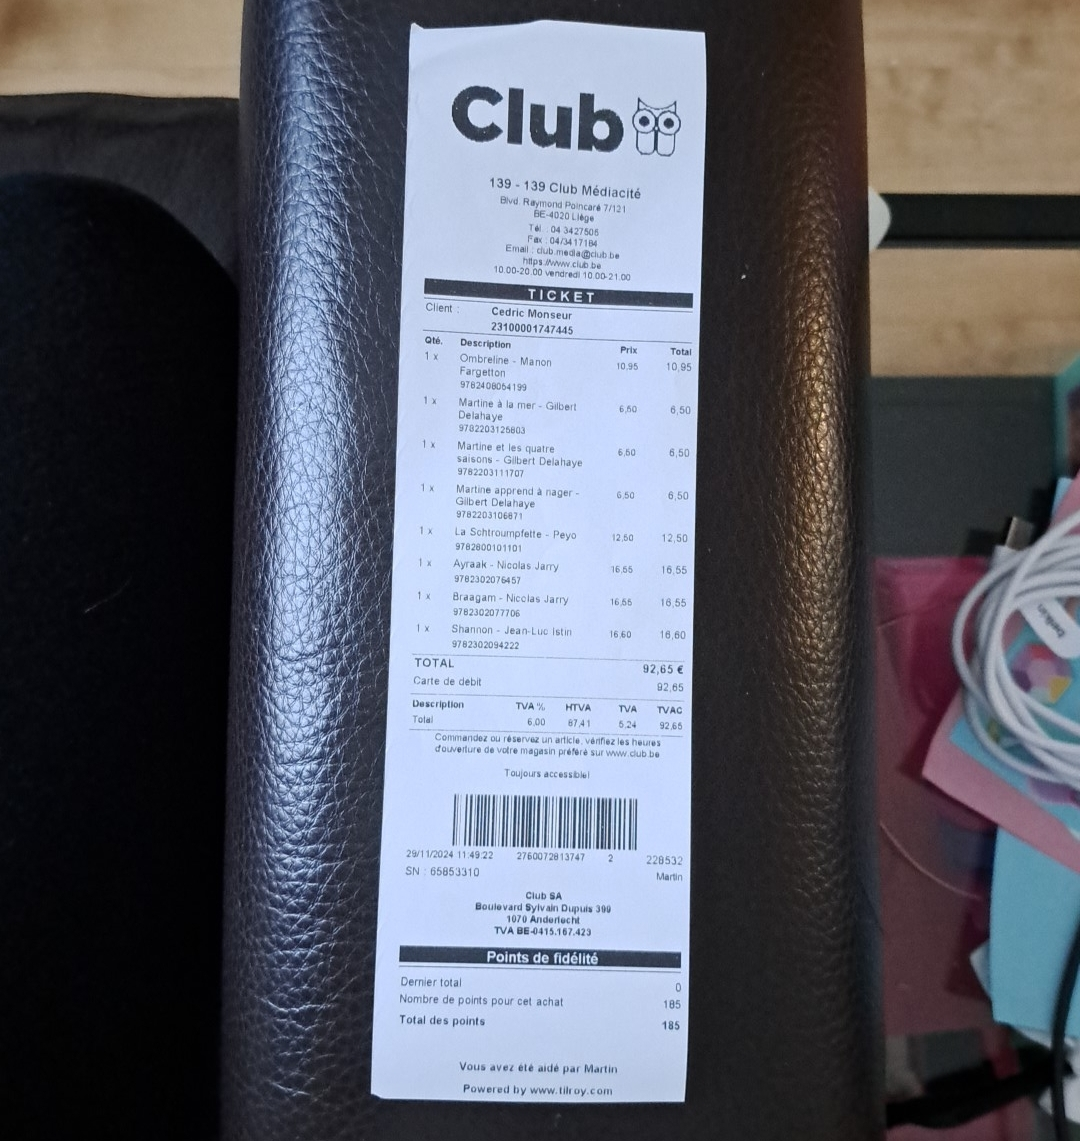 Club
139 - 139 Club Médiacité
Blvd. Raymond Poincaré 7/121
BE-4020 Liège
Tél. : 04 3427506
Fax : 04/3417184
Email : club.media@club.be
https://www.club.be
10.00-20.00 vendredi 10.00-21.00
TICKET
Client : Cedric Monseur
23100001747445
Qté. Description Prix Total
1 x Ombreline - Manon 10,95 10,95
Fargetton
9782408054199
1 x Martine à la mer - Gilbert 6,50 6,50
Delahaye
9782203125803
1 x Martine et les quatre 6,50 6,50
saisons - Gilbert Delahaye
9782203111707
1 x Martine apprend à nager - 6,50 6,50
Gilbert Delahaye
9782203106871
1 x La Schtroumpfette - Peyo 12,50 12,50
9782800101101
1 x Ayraak - Nicolas Jarry 16,55 16,55
9782302076457
1 x Braagam - Nicolas Jarry 16,55 16,55
9782302077706
1 x Shannon - Jean-Luc Istin 16,60 16,60
9782302094222
TOTAL 92,65 €
Carte de debit 92,65
Description TVA % HTVA TVA TVAC
Total 6,00 87,41 5,24 92,65
Commandez ou réservez un article, vérifiez les heures
d'ouverture de votre magasin préféré sur www.club.be
Toujours accessible!
29/11/2024 11:49:22 2760072813747 2 228532
SN : 65853310 Martin
Club SA
Boulevard Sylvain Dupuis 399
1070 Anderlecht
TVA BE-0415.167.423
Points de fidélité
Dernier total 0
Nombre de points pour cet achat 185
Total des points 185
Vous avez été aidé par Martin
Powered by www.tilroy.com
belkin